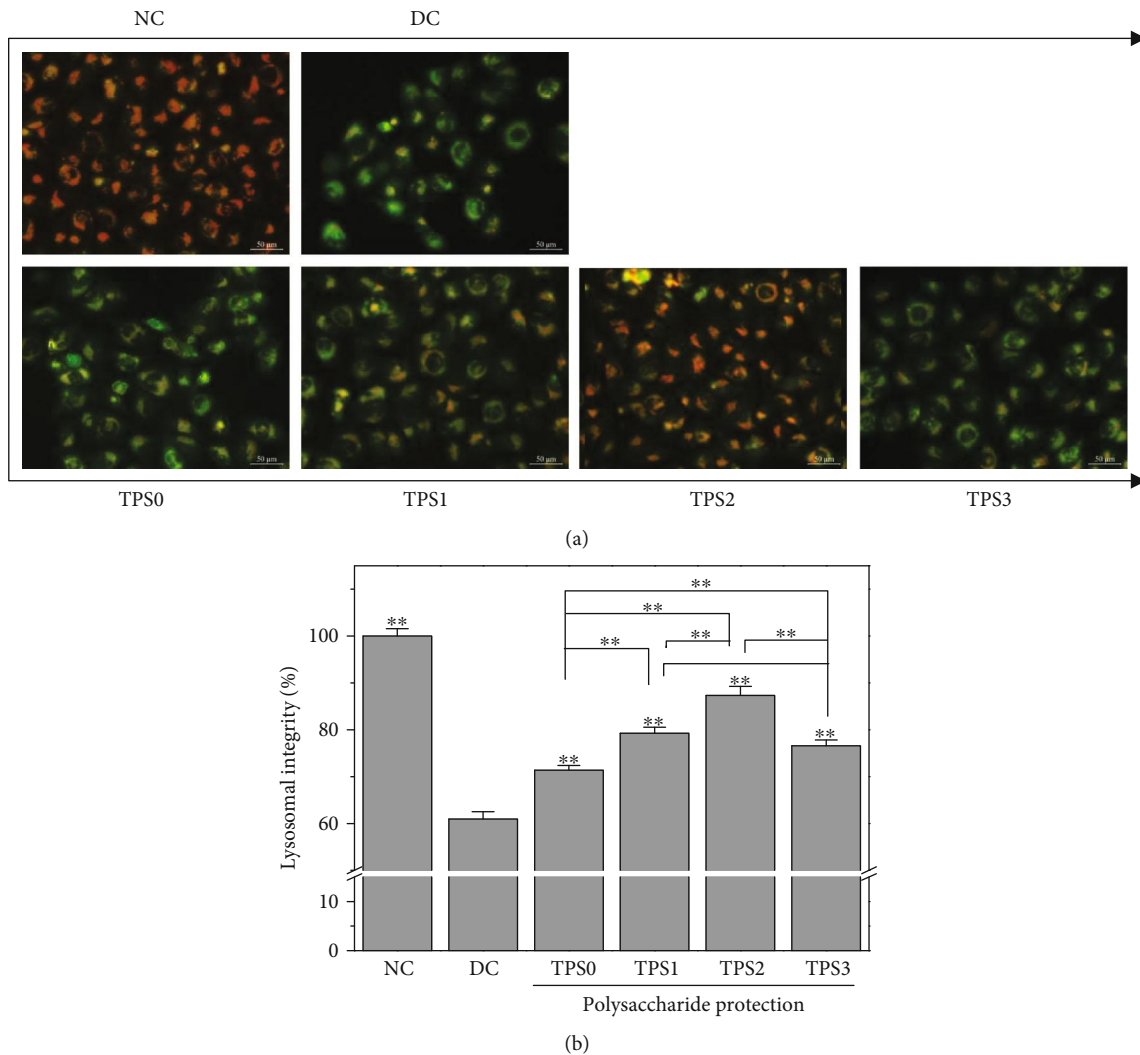 NC DC
50 μm 50 μm
50 μm 50 μm 50 μm 50 μm
TPS0 TPS1 TPS2 TPS3
(a)
**
**
** ** **
**
100
**
**
80
**
**
60
10
0
Lysosomal integrity (%)
NC DC TPS0 TPS1 TPS2 TPS3
Polysaccharide protection
(b)